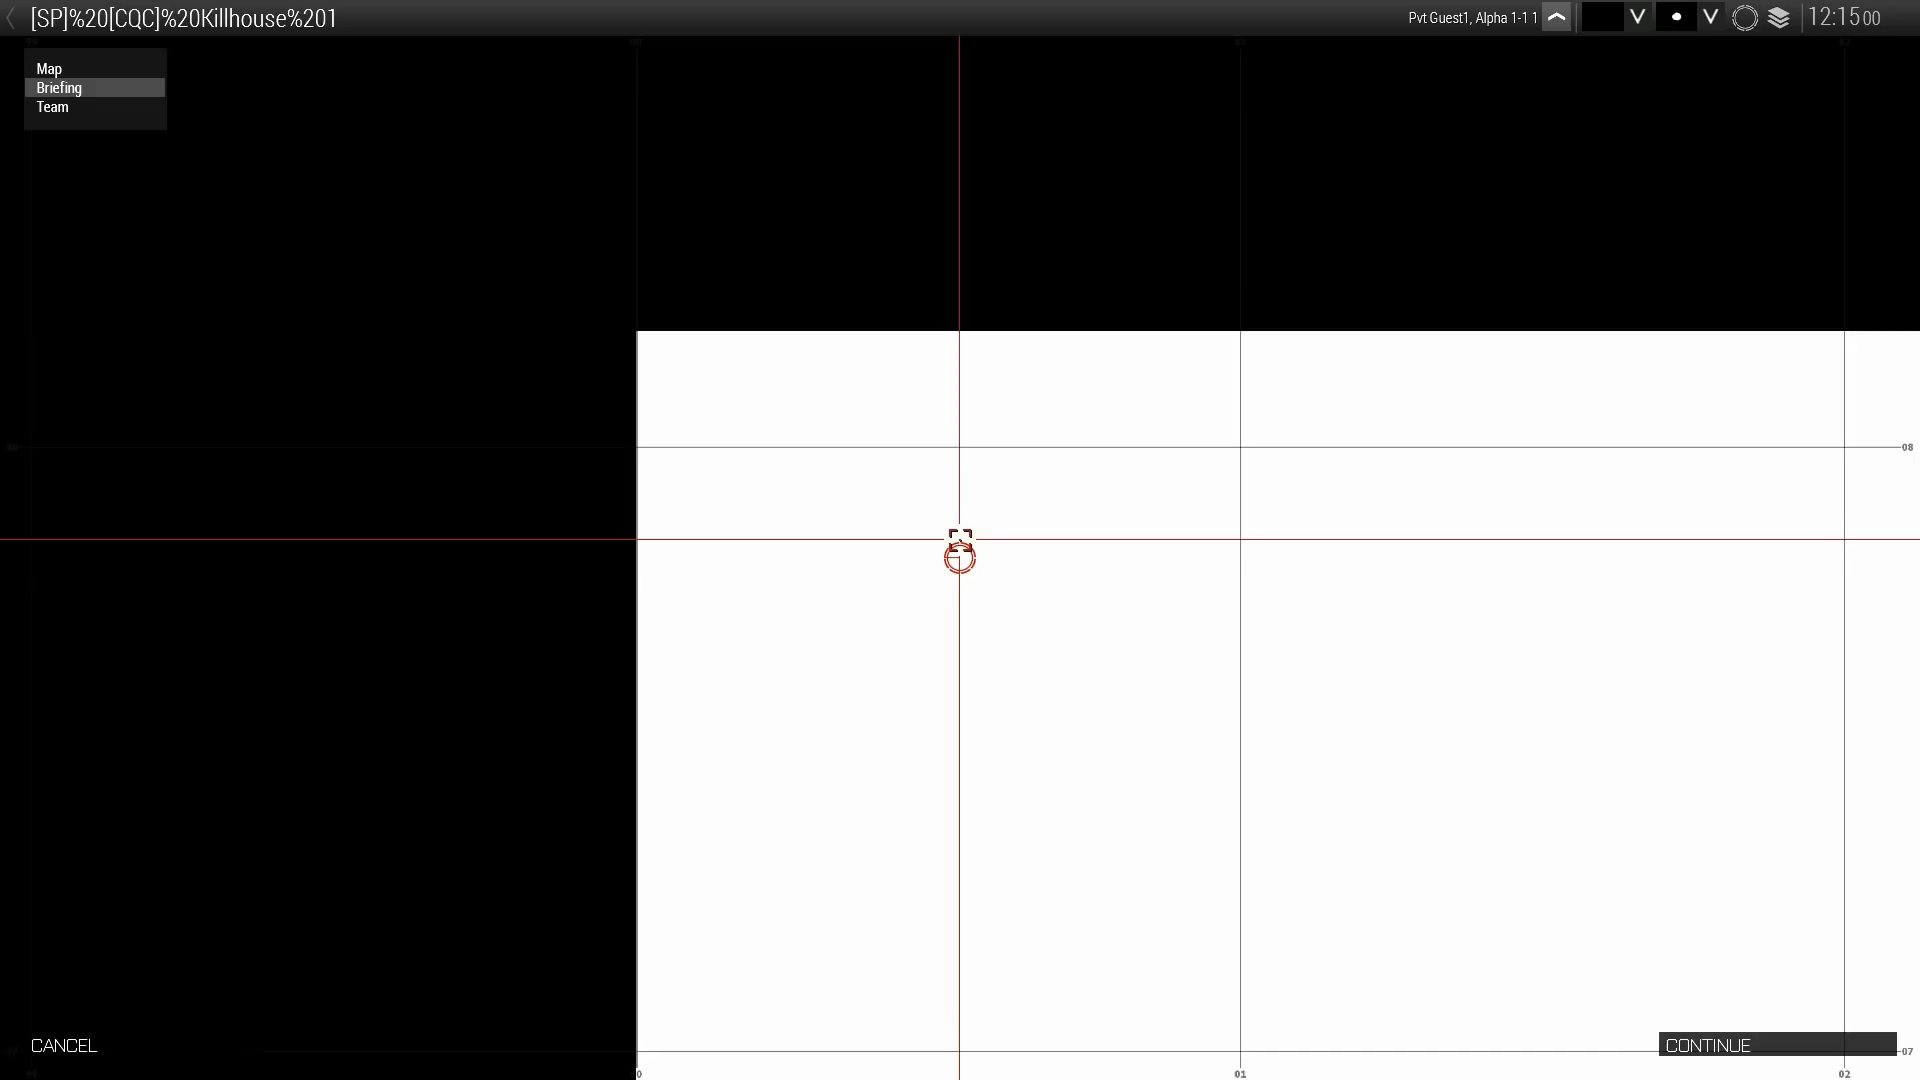 [SP]%20[CQC]%20Killhouse%201
Pvt Guest1, Alpha 1-1 1
12:15 00
Map
Briefing
Team
08
CANCEL
CONTINUE
07
0
01
02